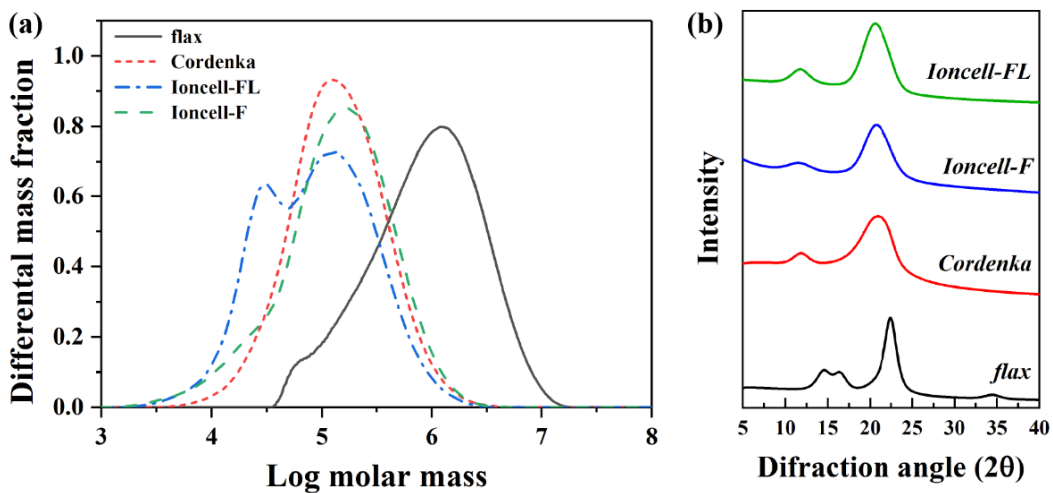 (a)
flax
Cordenka
Ioncell-FL
Ioncell-F
Differental mass fraction
1.0
0.8
0.6
0.4
0.2
0.0
3 4 5 6 7 8
Log molar mass
(b)
Intensity
Ioncell-FL
Ioncell-F
Cordenka
flax
5 10 15 20 25 30 35 40
Difraction angle (2θ)